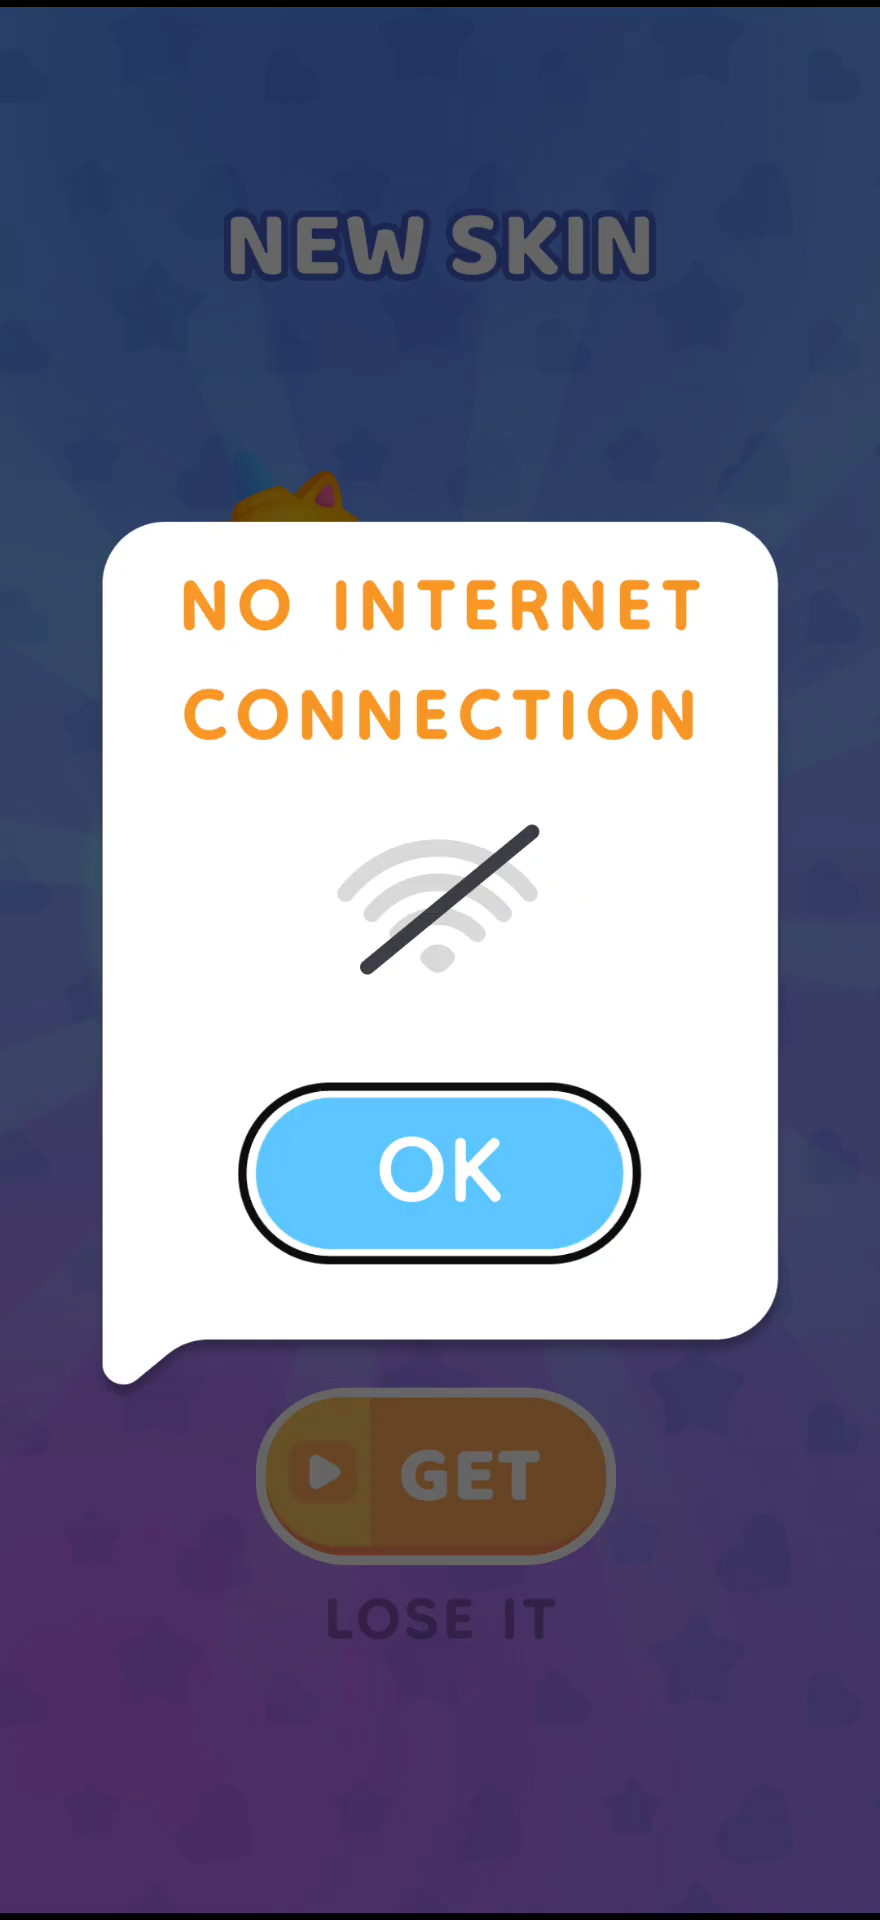 NEW SKIN
NO INTERNET
CONNECTION
OK
GET
LOSE IT